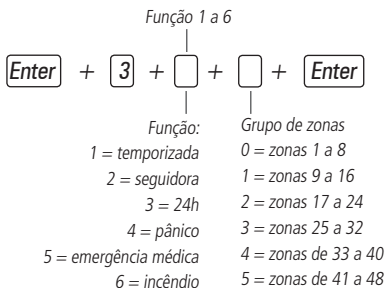 Função 1 a 6
Enter + 3 + + + Enter
Função:
1 = temporizada
2 = seguidora
3 = 24h
4 = pânico
5 = emergência médica
6 = incêndio
Grupo de zonas
0 = zonas 1 a 8
1 = zonas 9 a 16
2 = zonas 17 a 24
3 = zonas 25 a 32
4 = zonas de 33 a 40
5 = zonas de 41 a 48